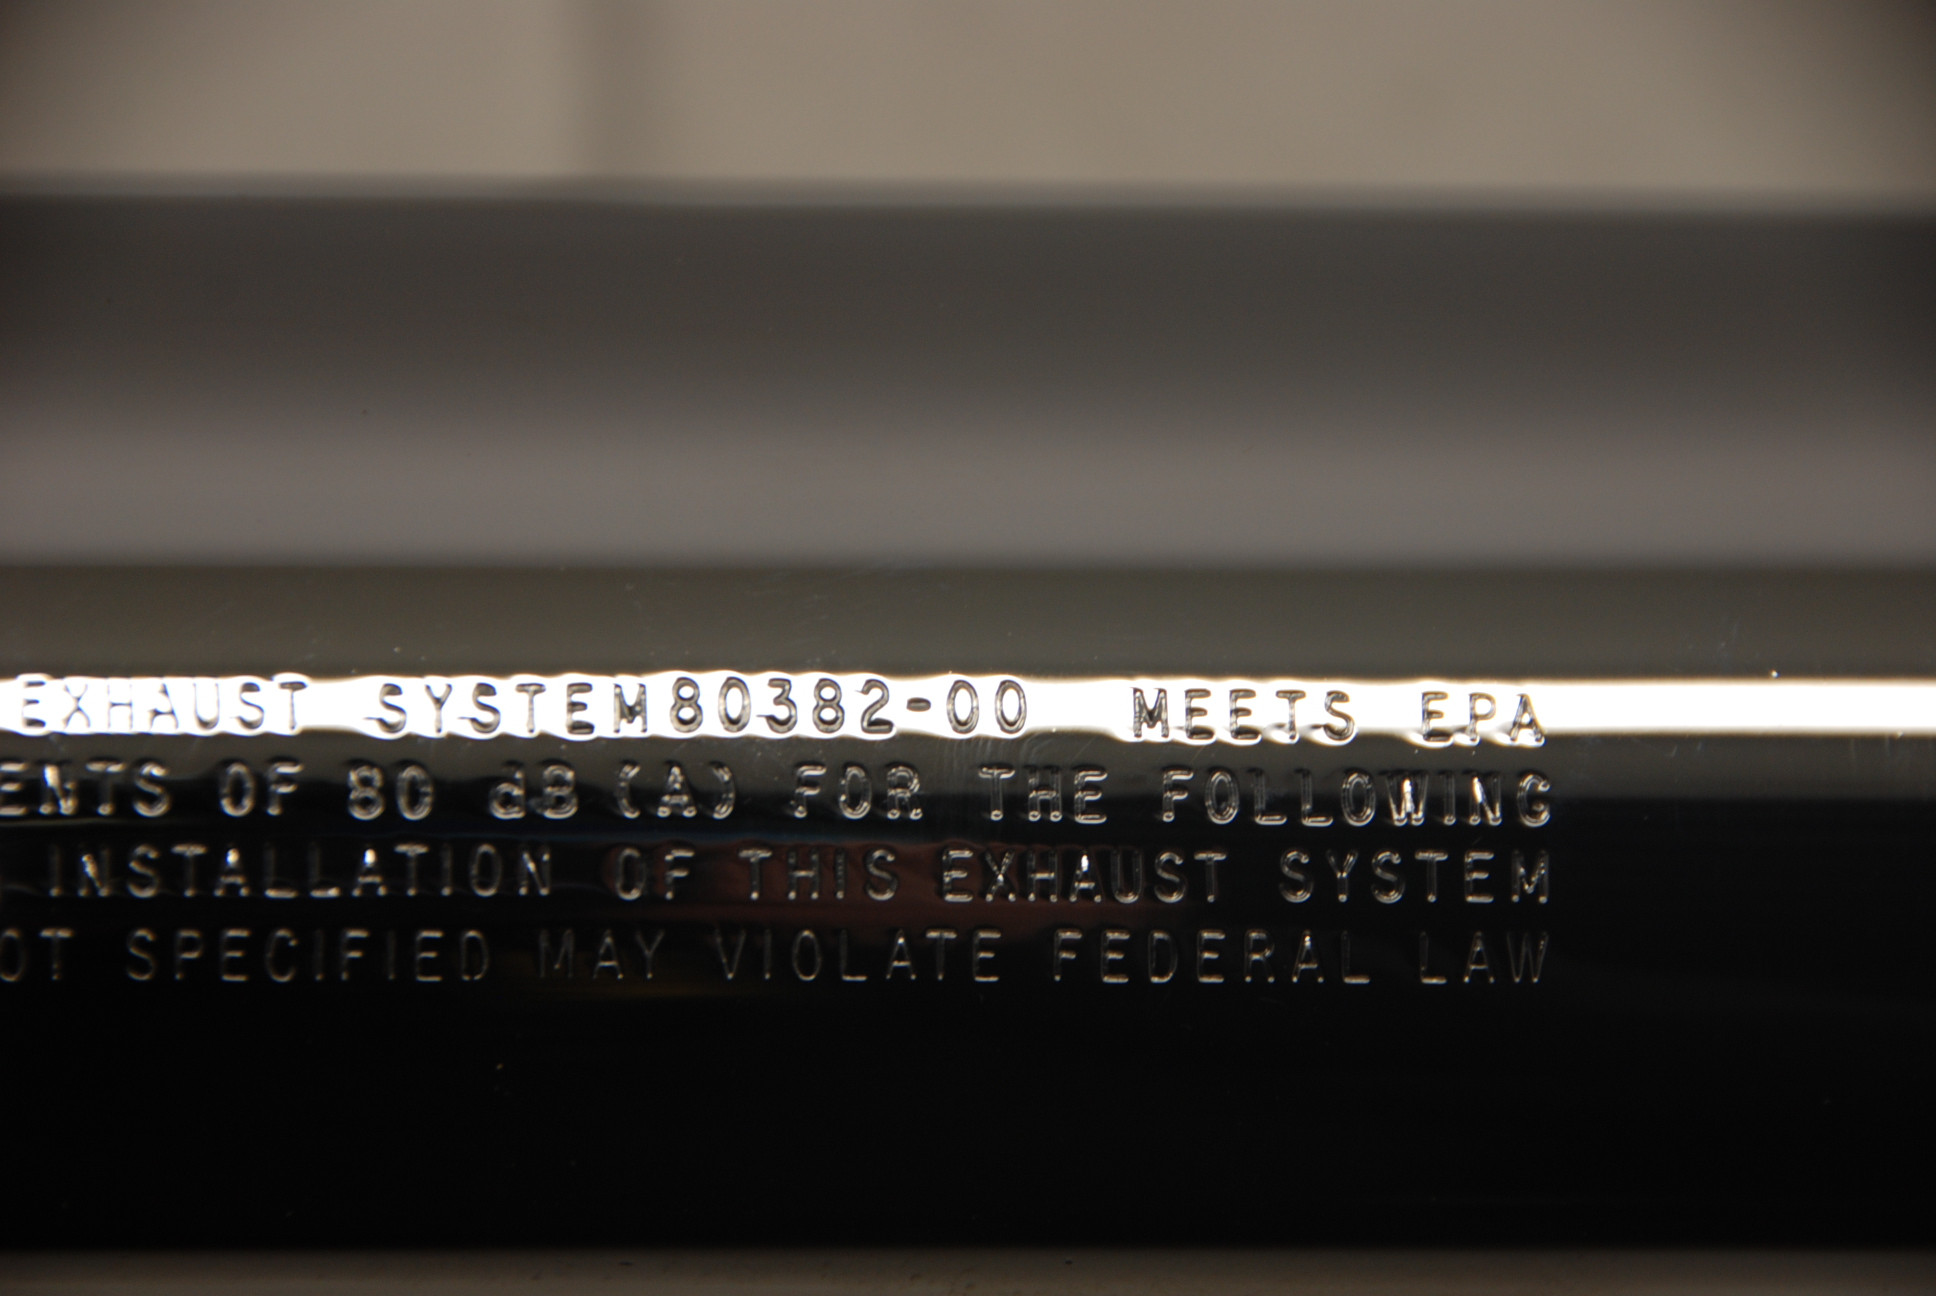 EXHAUST SYSTEM80382-00 MEETS EPA
ENTS OF 80 dB (A) FOR THE FOLLOWING
INSTALLATION OF THIS EXHAUST SYSTEM
OT SPECIFIED MAY VIOLATE FEDERAL LAW